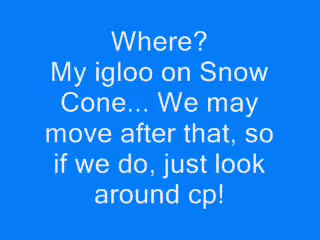 Where?
My igloo on Snow
Cone... We may
move after that, so
if we do, just look
around cp!